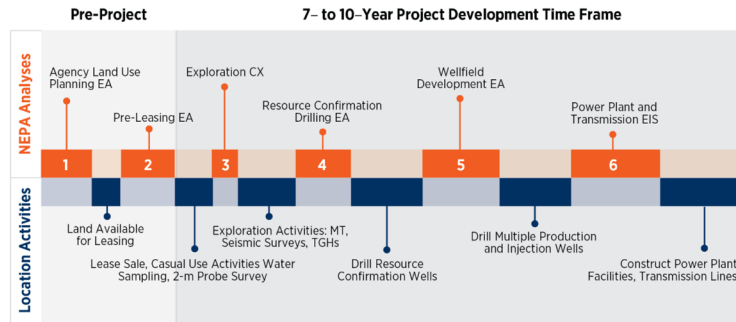 Pre-Project
7– to 10–Year Project Development Time Frame
NEPA Analyses
Agency Land Use
Planning EA
Pre-Leasing EA
Exploration CX
Resource Confirmation
Drilling EA
Wellfield
Development EA
Power Plant and
Transmission EIS
1
2
3
4
5
6
Location Activities
Land Available
for Leasing
Lease Sale, Casual Use Activities Water
Sampling, 2-m Probe Survey
Exploration Activities: MT,
Seismic Surveys, TGHs
Drill Resource
Confirmation Wells
Drill Multiple Production
and Injection Wells
Construct Power Plant
Facilities, Transmission Lines